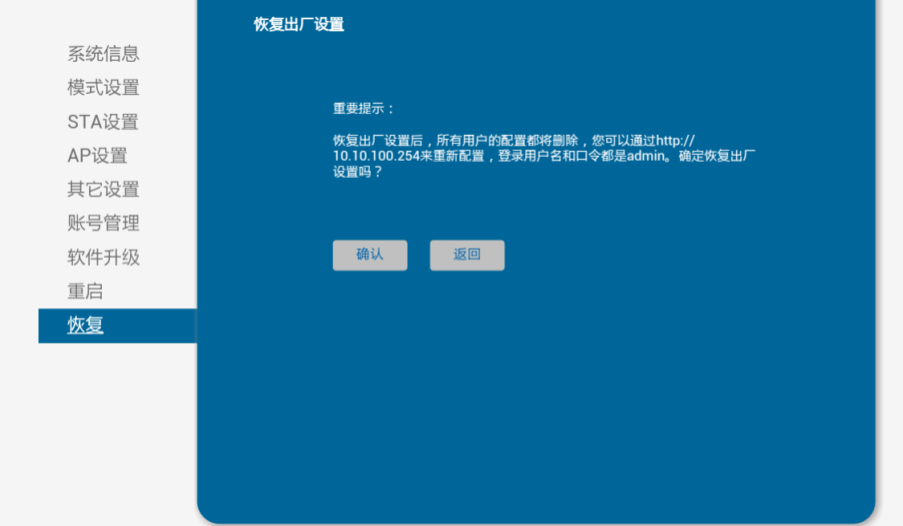 恢复出厂设置
系统信息
模式设置
STA设置
AP设置
其它设置
账号管理
软件升级
重启
恢复
重要提示：
恢复出厂设置后，所有用户的配置都将删除，您可以通过http://
10.10.100.254来重新配置，登录用户名和口令都是admin。确定恢复出厂
设置吗？
确认
返回